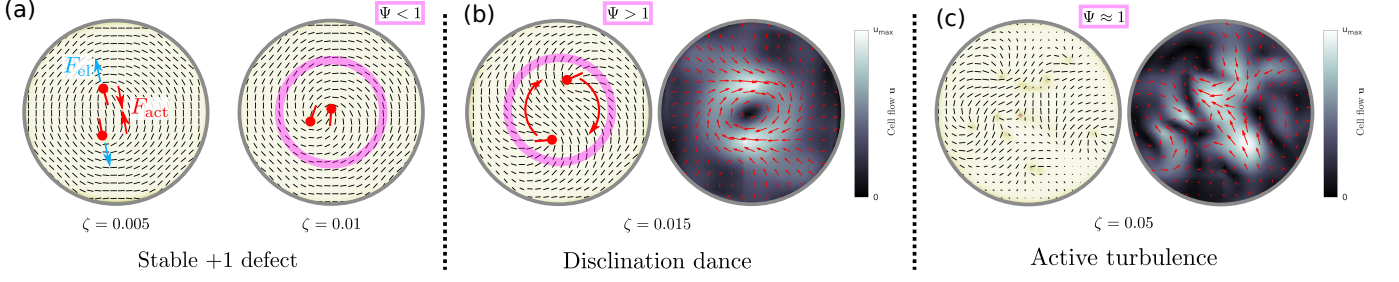 (a)
Ψ < 1
F_el
F_act
ζ = 0.005
ζ = 0.01
Stable +1 defect
(b)
Ψ > 1
u_max
Cell flow u
0
ζ = 0.015
Disclination dance
(c)
Ψ ≈ 1
u_max
Cell flow u
0
ζ = 0.05
Active turbulence